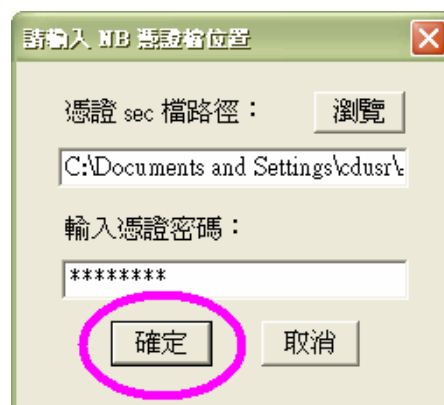 請輸入 NB 憑證檔位置
憑證 sec 檔路徑： 瀏覽
C:\Documents and Settings\cdusr\
輸入憑證密碼：
********
確定 取消